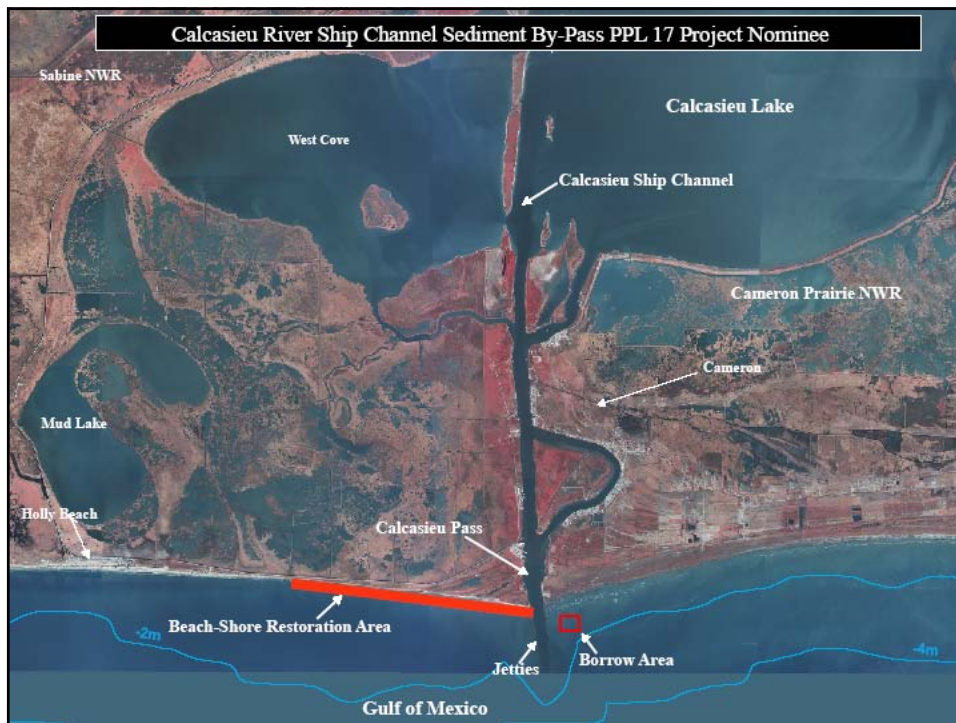 Calcasieu River Ship Channel Sediment By-Pass PPL 17 Project Nominee
Sabine NWR
Calcasieu Lake
West Cove
Calcasieu Ship Channel
Cameron Prairie NWR
Cameron
Mud Lake
Holly Beach
Calcasieu Pass
Beach-Shore Restoration Area
-2m
Jetties
Borrow Area
-4m
Gulf of Mexico